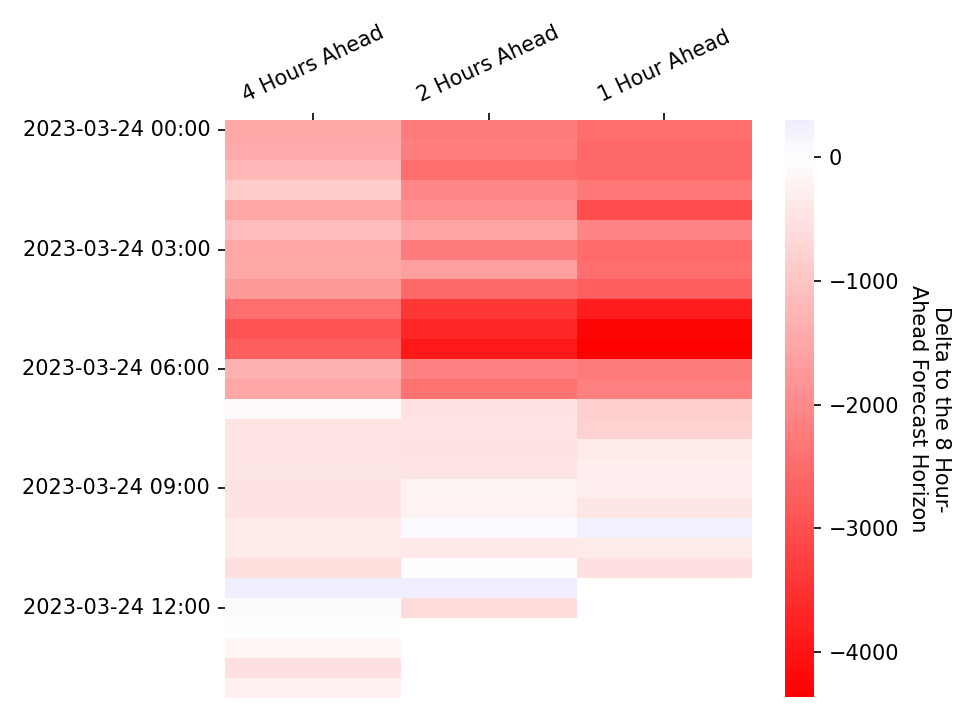 4 Hours Ahead
2 Hours Ahead
1 Hour Ahead
2023-03-24 00:00
2023-03-24 03:00
2023-03-24 06:00
2023-03-24 09:00
2023-03-24 12:00
0
−1000
−2000
−3000
−4000
Delta to the 8 Hour-
Ahead Forecast Horizon